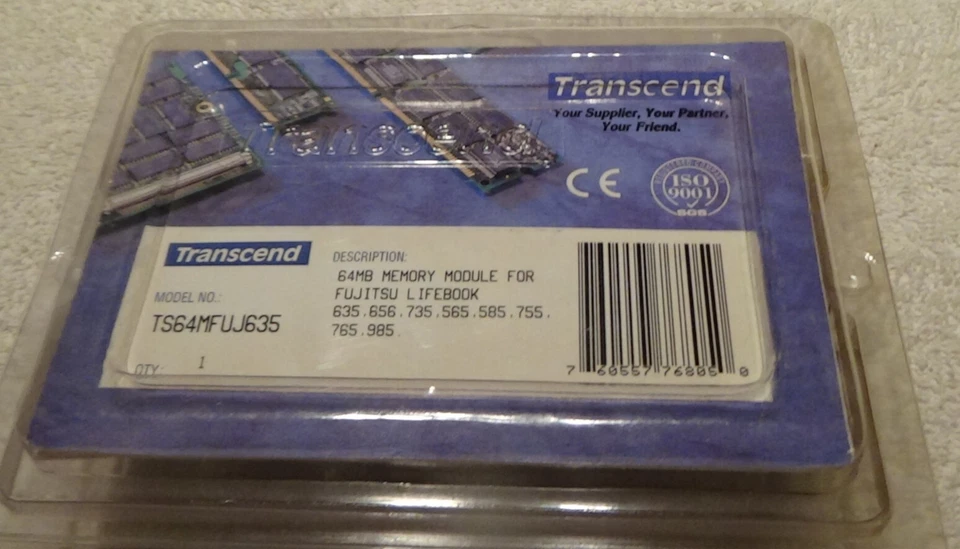 Transcend
Your Supplier, Your Partner,
Your Friend.
Transcend
CE
ISO
9001
SGS
Transcend
DESCRIPTION:
64MB MEMORY MODULE FOR
FUJITSU LIFEBOOK
635.656.735.565.585.755.
765.985.
MODEL NO.:
TS64MFUJ635
QTY: 1
7 60557 76805 0